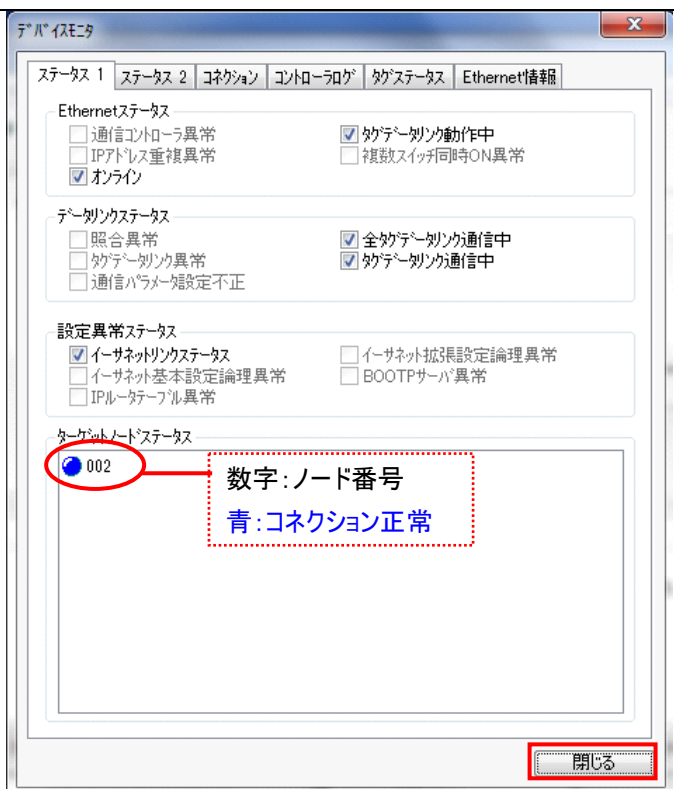 デバイスモニタ
ステータス 1 ステータス 2 コネクション コントローラログ タグステータス Ethernet情報
Ethernetステータス
通信コントローラ異常 タグデータリンク動作中
IPアドレス重複異常 複数スイッチ同時ON異常
オンライン
データリンクステータス
照合異常 全タグデータリンク通信中
タグデータリンク異常 タグデータリンク通信中
通信パラメータ設定不正
設定異常ステータス
イーサネットリンクステータス イーサネット拡張設定論理異常
イーサネット基本設定論理異常 BOOTPサーバ異常
IPルータテーブル異常
ターゲットノードステータス
002
数字:ノード番号
青:コネクション正常
閉じる